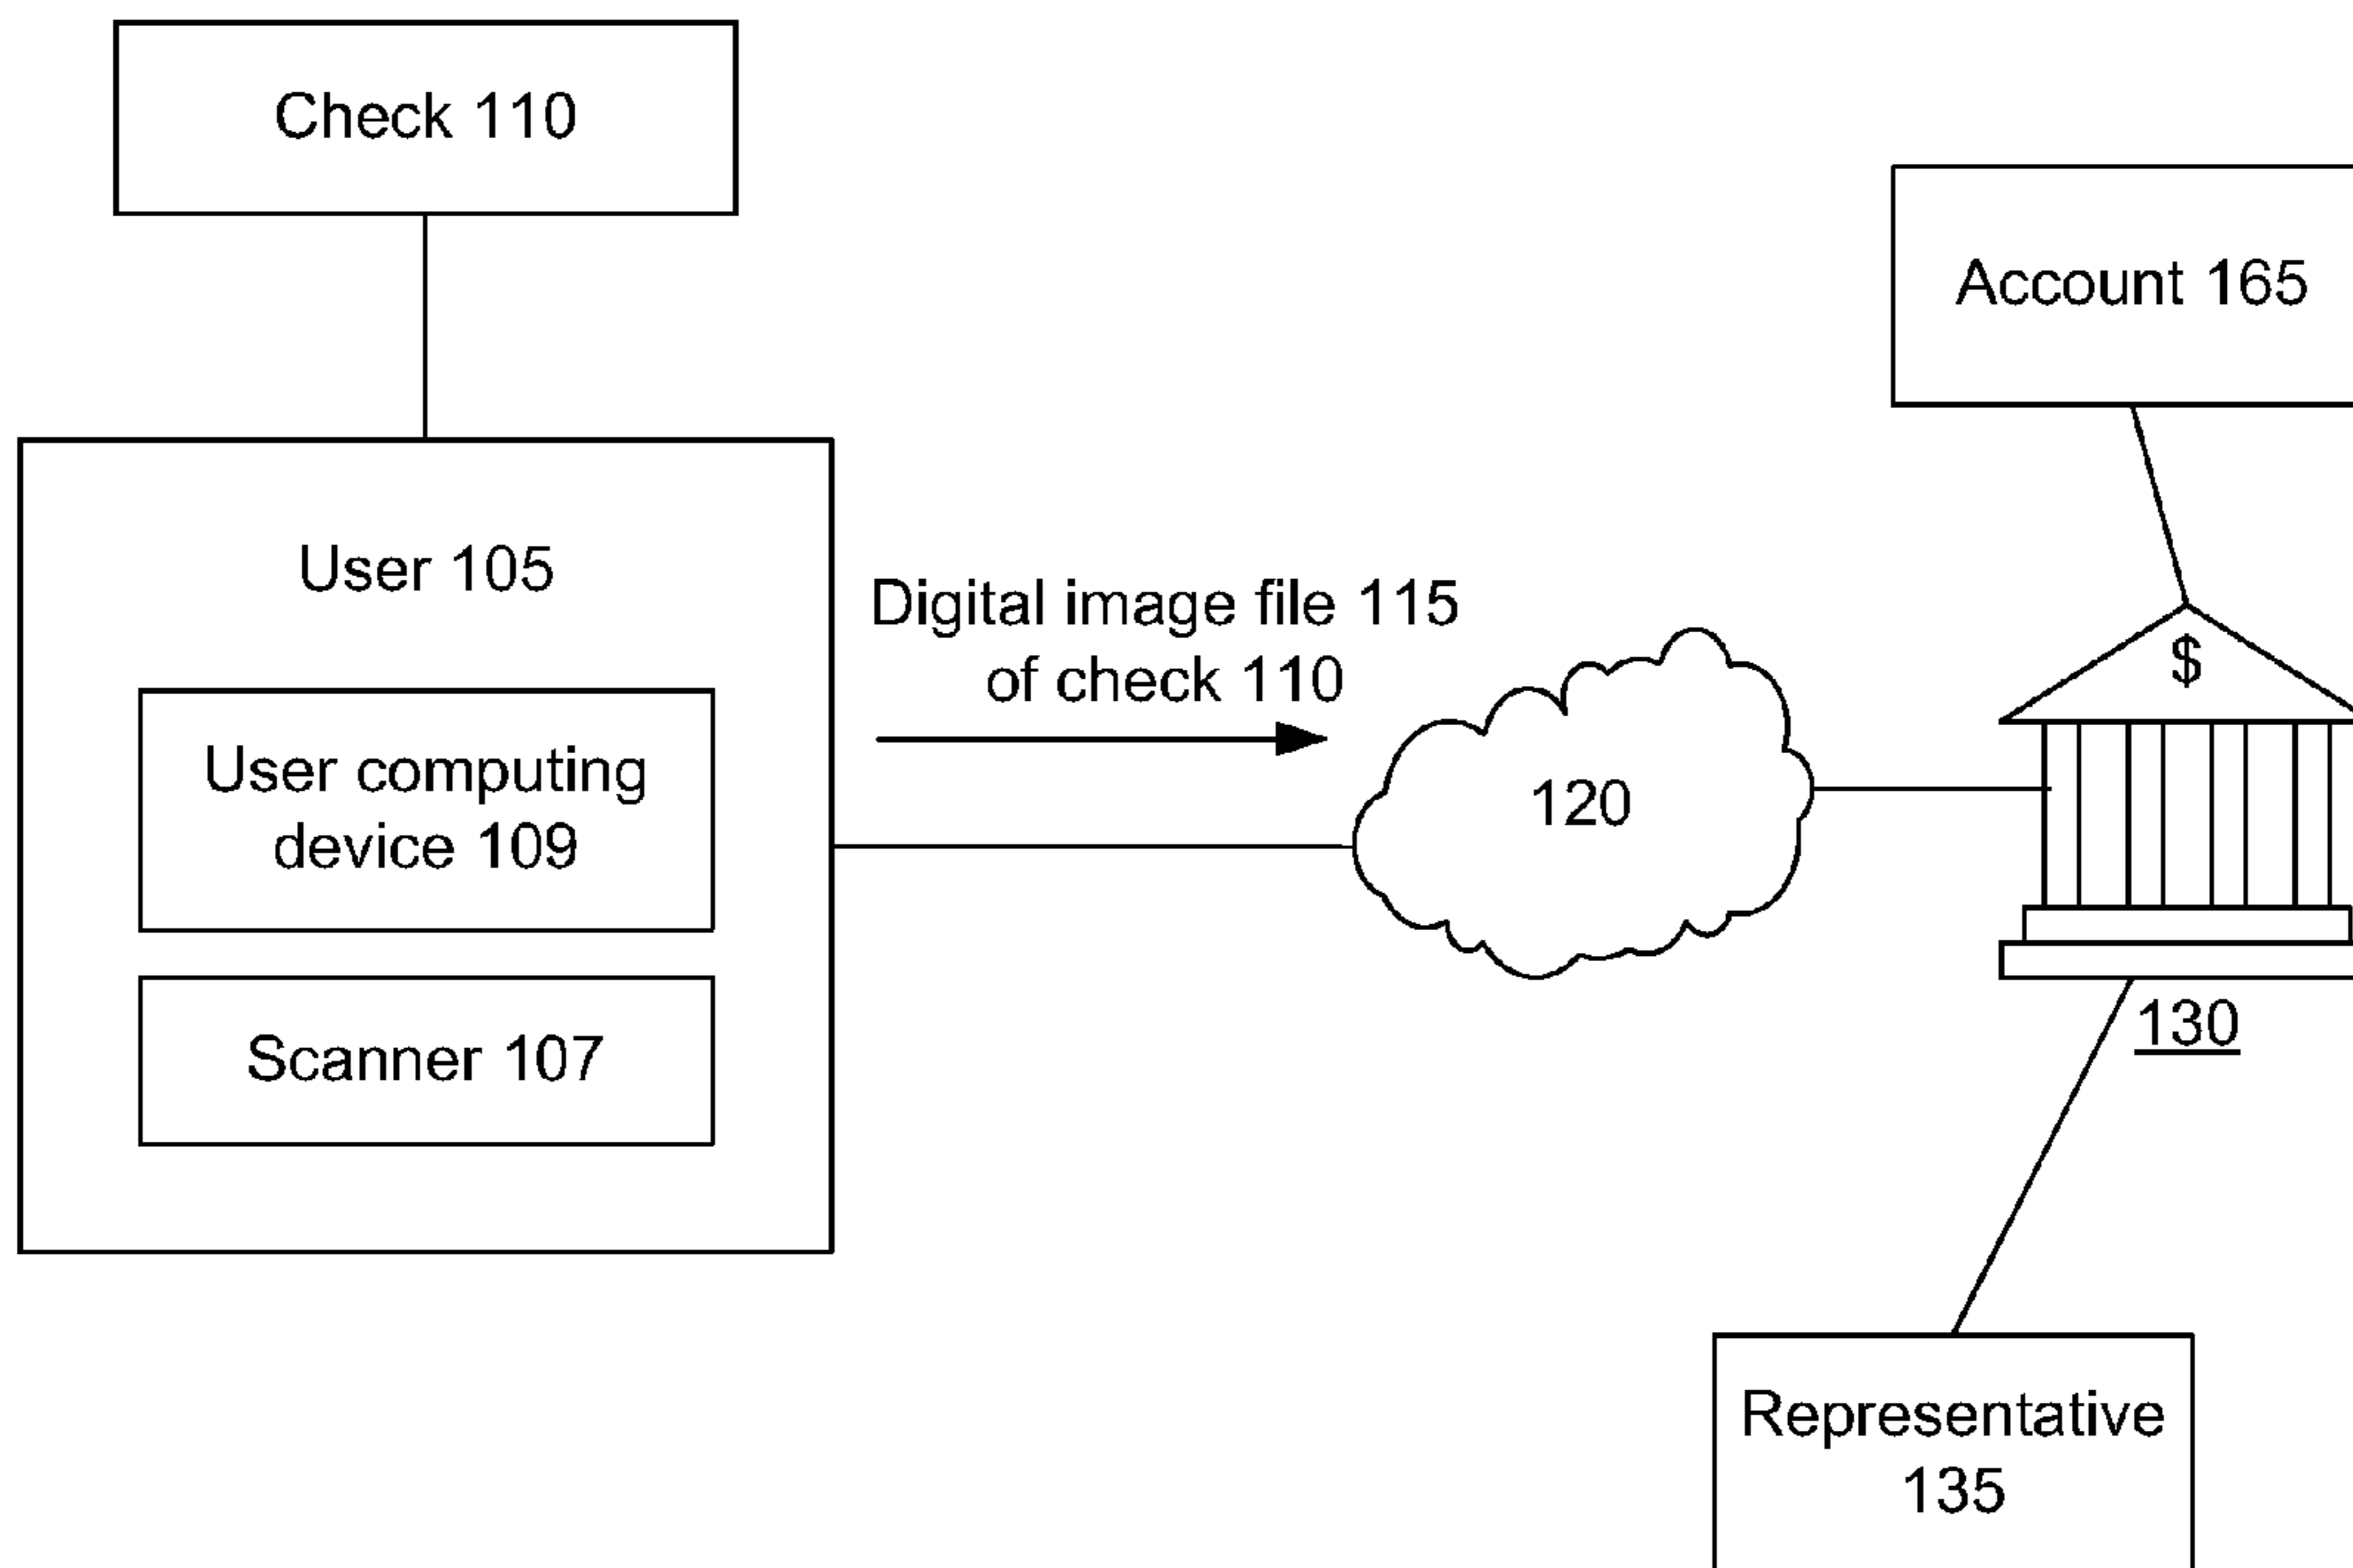 Check 110
Account 165
User 105
Digital image file 115
of check 110
$
User computing
device 109
120
Scanner 107
130
Representative
135